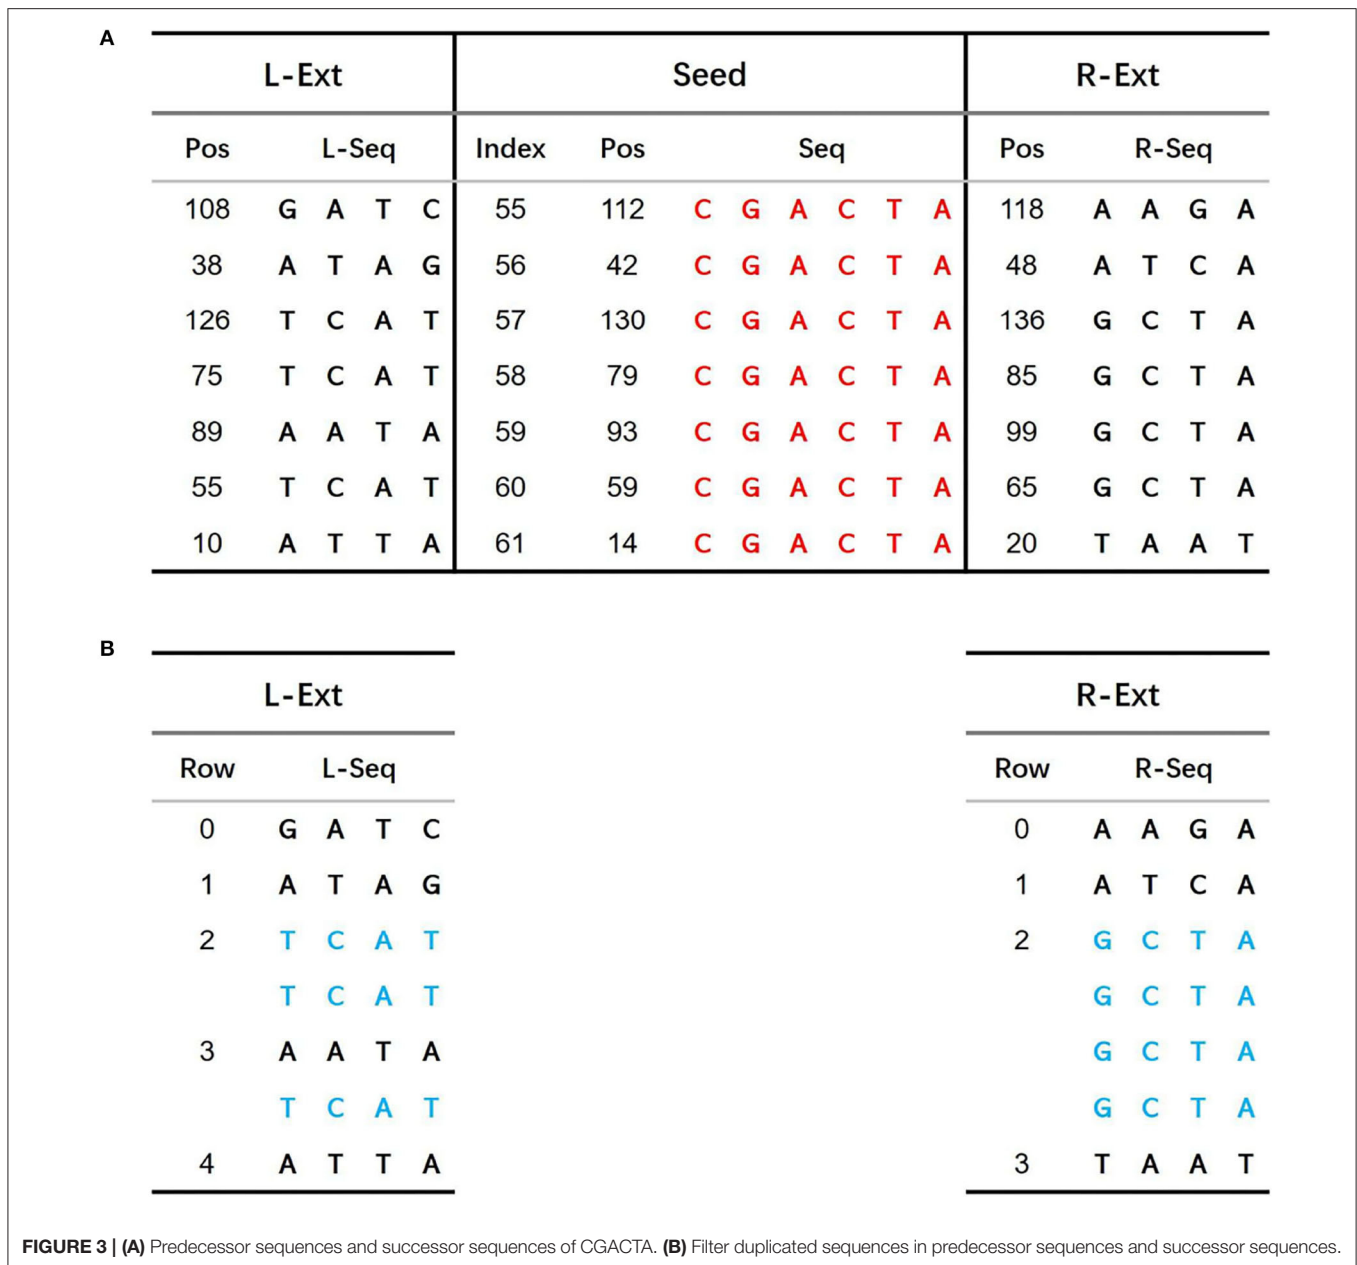 A
L-Ext Seed R-Ext
Pos L-Seq Index Pos Seq Pos R-Seq
108 G A T C 55 112 C G A C T A 118 A A G A
38 A T A G 56 42 C G A C T A 48 A T C A
126 T C A T 57 130 C G A C T A 136 G C T A
75 T C A T 58 79 C G A C T A 85 G C T A
89 A A T A 59 93 C G A C T A 99 G C T A
55 T C A T 60 59 C G A C T A 65 G C T A
10 A T T A 61 14 C G A C T A 20 T A A T
B
L-Ext R-Ext
Row L-Seq Row R-Seq
0 G A T C 0 A A G A
1 A T A G 1 A T C A
2 T C A T 2 G C T A
T C A T G C T A
3 A A T A G C T A
T C A T G C T A
4 A T T A 3 T A A T
FIGURE 3 | (A) Predecessor sequences and successor sequences of CGACTA. (B) Filter duplicated sequences in predecessor sequences and successor sequences.